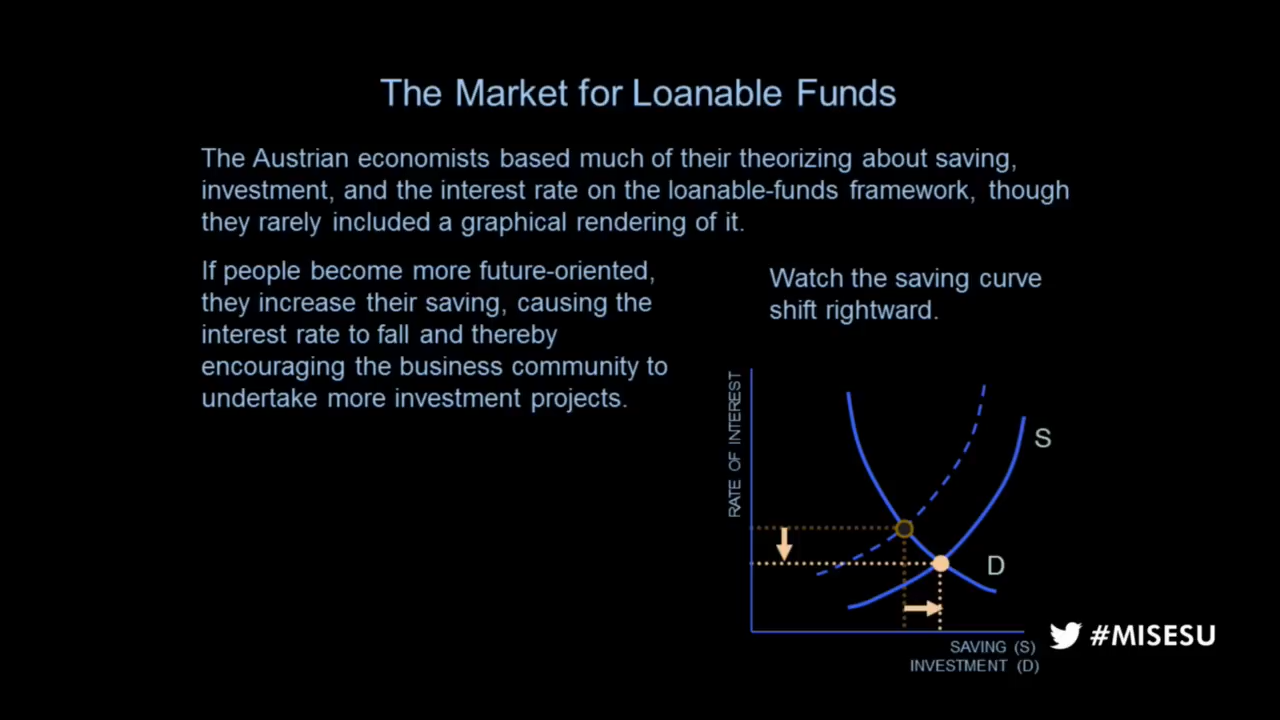 The Market for Loanable Funds
The Austrian economists based much of their theorizing about saving,
investment, and the interest rate on the loanable-funds framework, though
they rarely included a graphical rendering of it.
If people become more future-oriented,
they increase their saving, causing the
interest rate to fall and thereby
encouraging the business community to
undertake more investment projects.
Watch the saving curve
shift rightward.
RATE OF INTEREST
S
D
SAVING (S)
INVESTMENT (D)
#MISESU